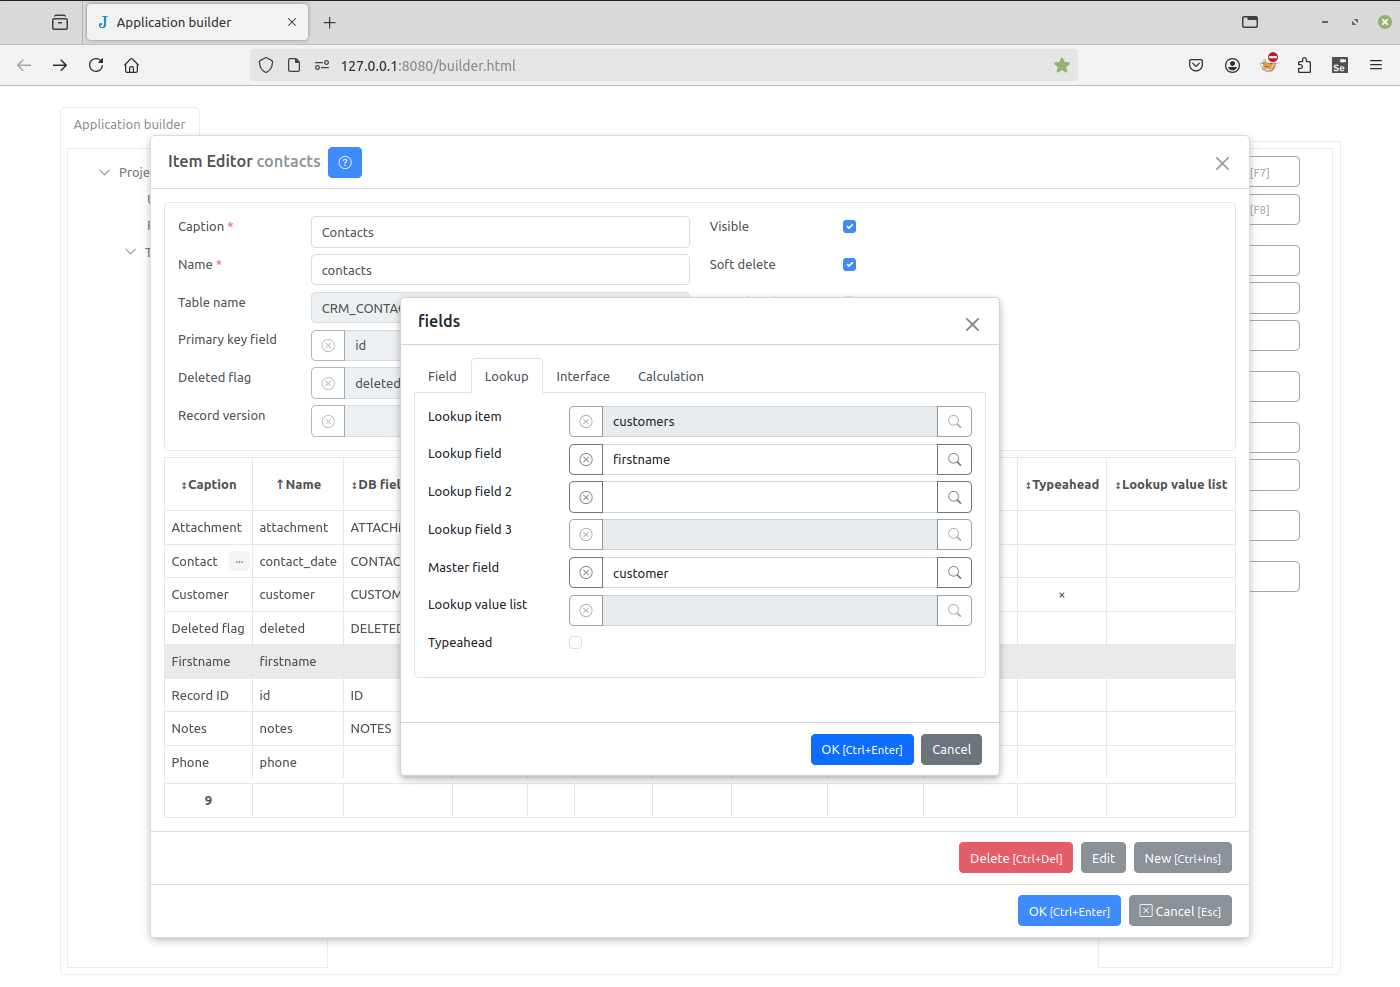 Application builder
127.0.0.1:8080/builder.html
Application builder
Item Editor contacts
Proje
[F7]
[F8]
Caption *
Contacts
Visible
Name *
contacts
Soft delete
Table name
CRM_CONTAC
Primary key field
id
Deleted flag
deleted
Record version
↕Caption
↑Name
↕DB fiel
↕Typeahead
↕Lookup value list
Attachment
attachment
ATTACHM
Contact
...
contact_date
CONTAC
Customer
customer
CUSTOM
×
Deleted flag
deleted
DELETED
Firstname
firstname
Record ID
id
ID
Notes
notes
NOTES
Phone
phone
9
fields
Field
Lookup
Interface
Calculation
Lookup item
customers
Lookup field
firstname
Lookup field 2
Lookup field 3
Master field
customer
Lookup value list
Typeahead
OK [Ctrl+Enter]
Cancel
Delete [Ctrl+Del]
Edit
New [Ctrl+Ins]
OK [Ctrl+Enter]
Cancel [Esc]